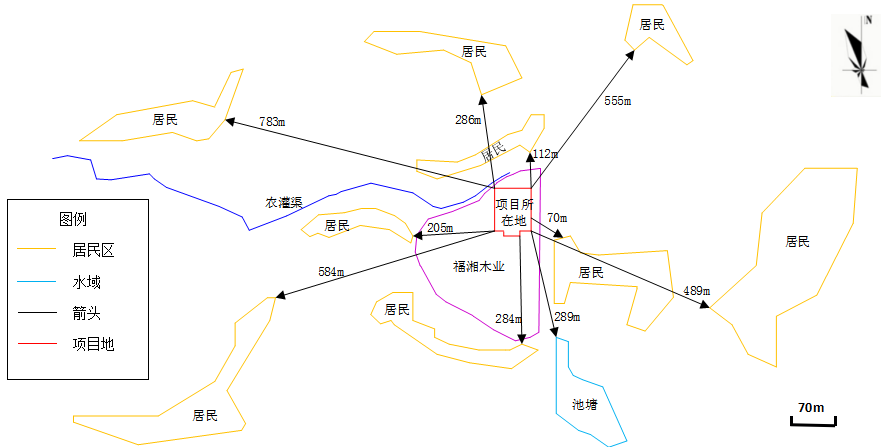 居民
居民
N
555m
居民
783m
286m
居民
112m
农灌渠
项目所
在地
图例
居民区
水域
箭头
项目地
居民
205m
70m
居民
福湘木业
居民
584m
489m
居民
284m
289m
居民
池塘
70m